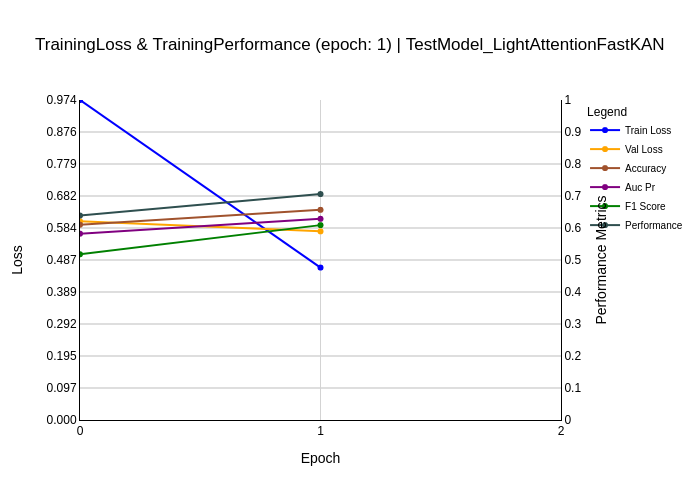 TrainingLoss & TrainingPerformance (epoch: 1) | TestModel_LightAttentionFastKAN
0.974
0.876
0.779
0.682
0.584
0.487
0.389
0.292
0.195
0.097
0.000
Loss
0
1
2
Epoch
1
0.9
0.8
0.7
0.6
0.5
0.4
0.3
0.2
0.1
0
Performance Metrics
Legend
Train Loss
Val Loss
Accuracy
Auc Pr
F1 Score
Performance